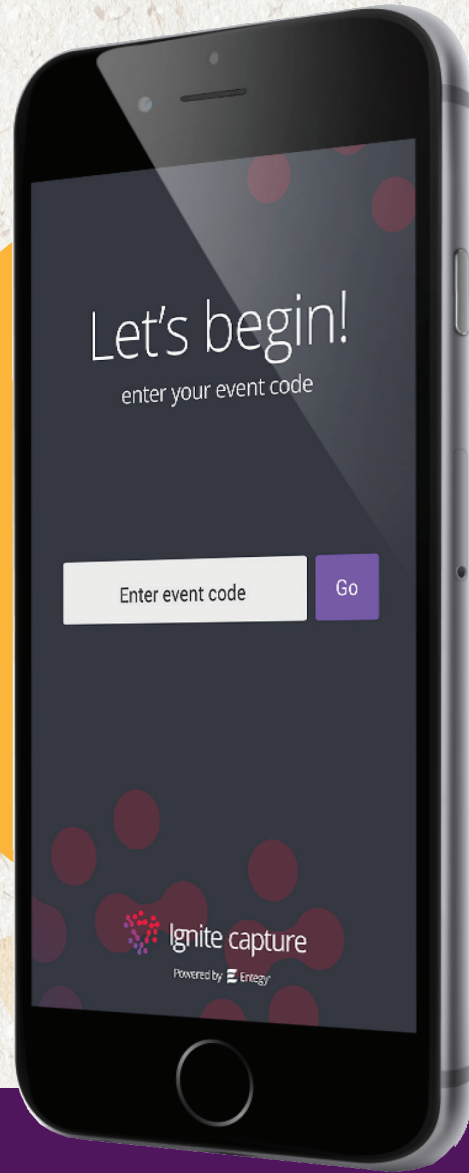 Let's begin!
enter your event code
Enter event code
Go
Ignite capture
Powered by Entegy